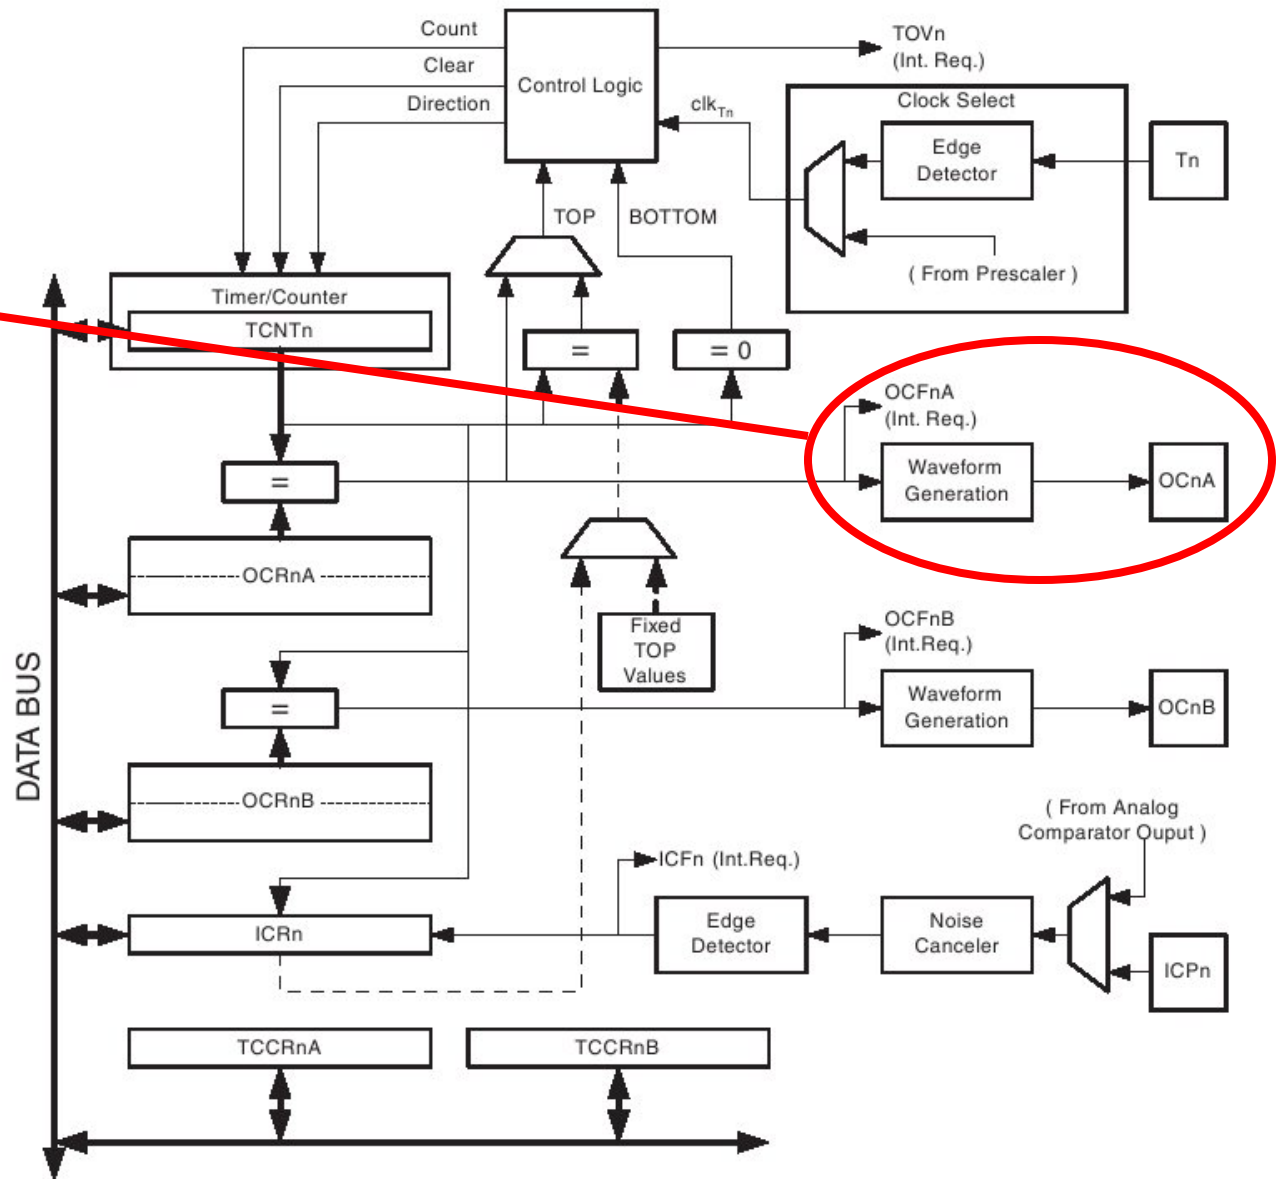 Count
Clear
Direction
Control Logic
TOVn
(Int. Req.)
clkTn
Clock Select
Edge
Detector
Tn
TOP
BOTTOM
( From Prescaler )
Timer/Counter
TCNTn
=
= 0
OCFnA
(Int. Req.)
=
Waveform
Generation
OCnA
OCRnA
Fixed
TOP
Values
OCFnB
(Int.Req.)
=
Waveform
Generation
OCnB
DATA BUS
OCRnB
( From Analog
Comparator Ouput )
ICFn (Int.Req.)
ICRn
Edge
Detector
Noise
Canceler
ICPn
TCCRnA
TCCRnB